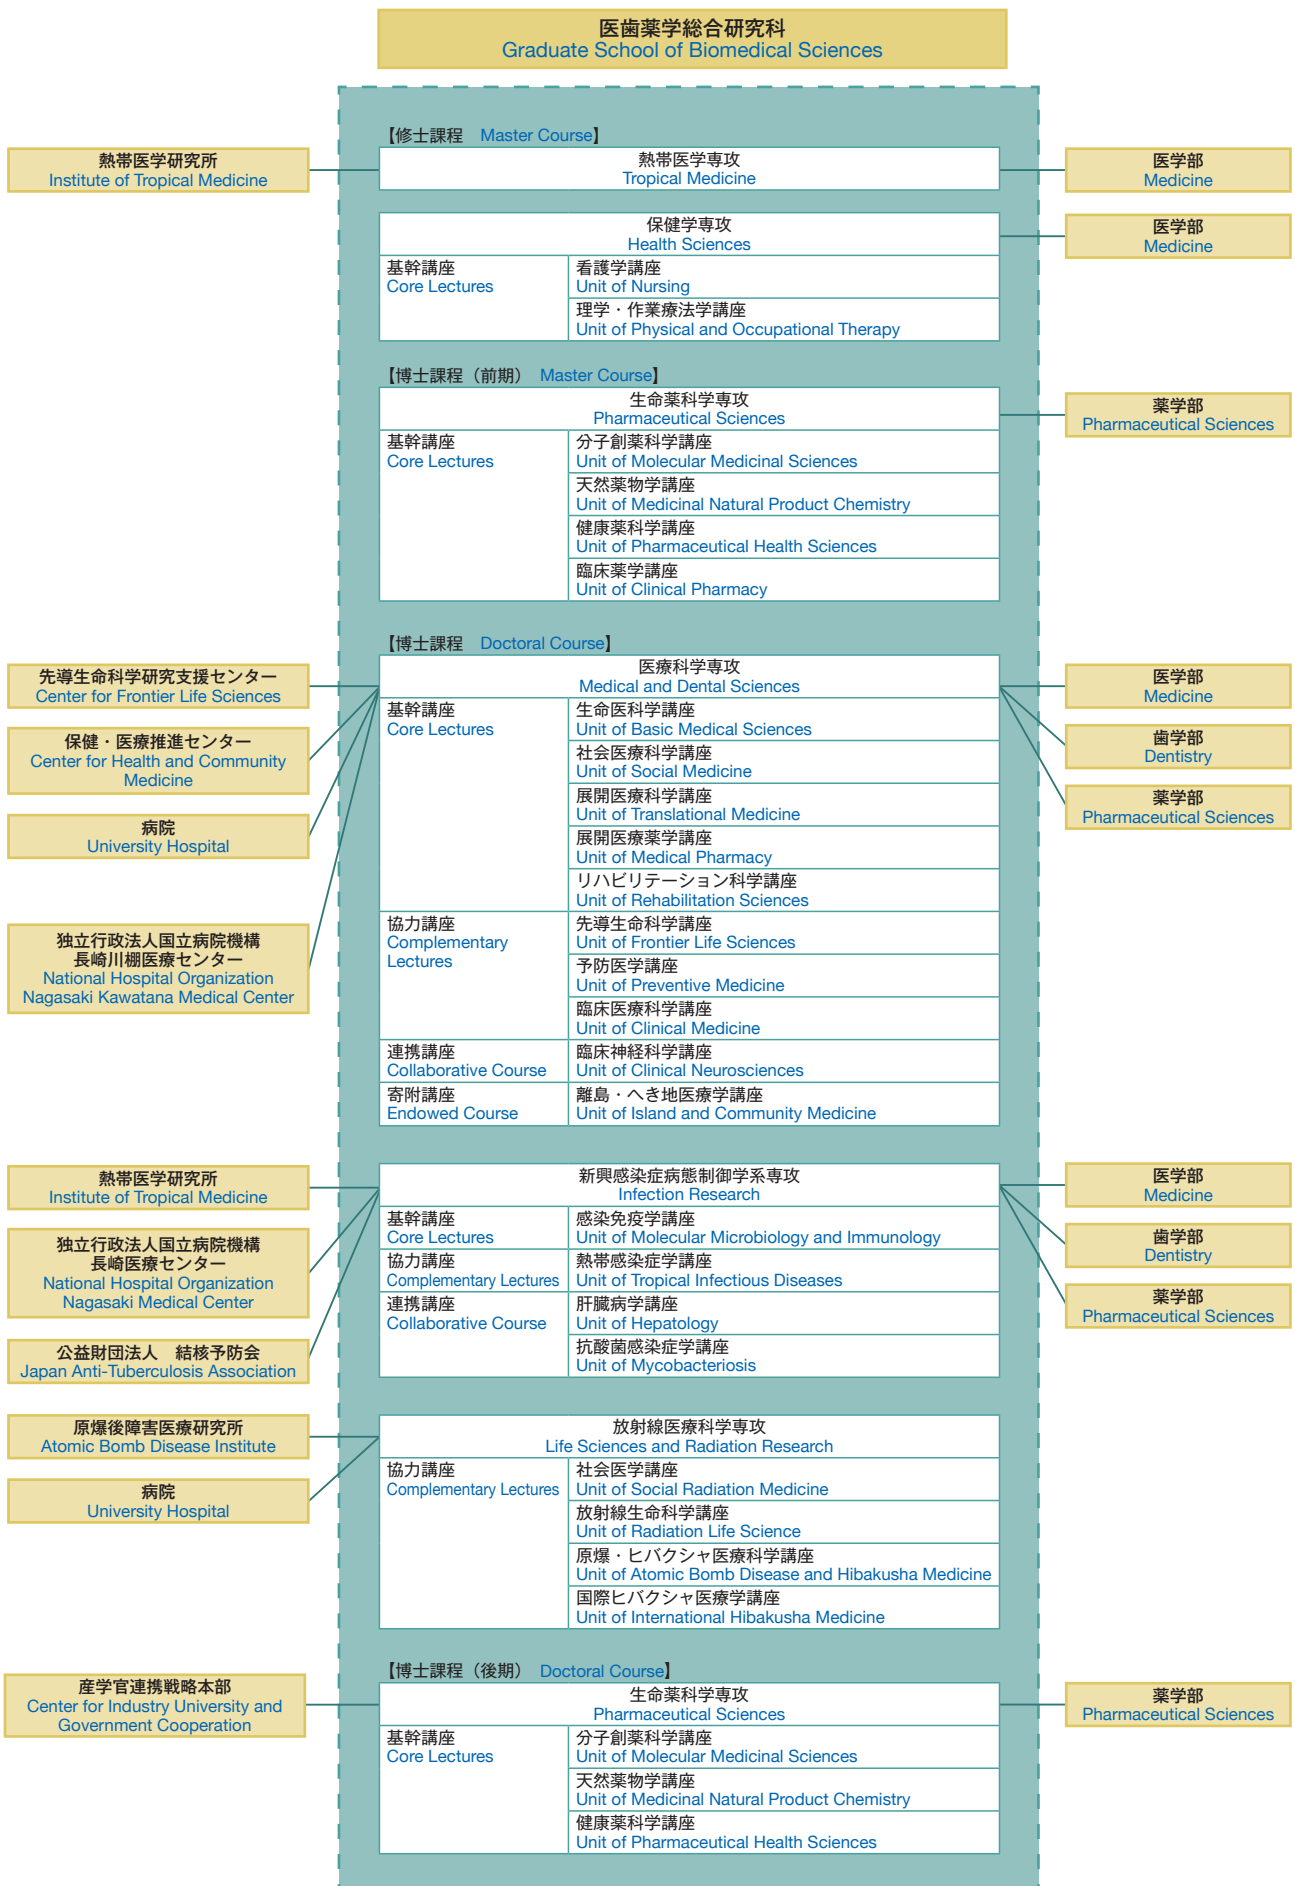 医歯薬学総合研究科
Graduate School of Biomedical Sciences
【修士課程　Master Course】
熱帯医学研究所
Institute of Tropical Medicine
熱帯医学専攻
Tropical Medicine
医学部
Medicine
保健学専攻
Health Sciences
医学部
Medicine
基幹講座
Core Lectures
看護学講座
Unit of Nursing
理学・作業療法学講座
Unit of Physical and Occupational Therapy
【博士課程（前期）　Master Course】
生命薬科学専攻
Pharmaceutical Sciences
薬学部
Pharmaceutical Sciences
基幹講座
Core Lectures
分子創薬科学講座
Unit of Molecular Medicinal Sciences
天然薬物学講座
Unit of Medicinal Natural Product Chemistry
健康薬科学講座
Unit of Pharmaceutical Health Sciences
臨床薬学講座
Unit of Clinical Pharmacy
【博士課程　Doctoral Course】
先導生命科学研究支援センター
Center for Frontier Life Sciences
保健・医療推進センター
Center for Health and Community
Medicine
病院
University Hospital
独立行政法人国立病院機構
長崎川棚医療センター
National Hospital Organization
Nagasaki Kawatana Medical Center
医療科学専攻
Medical and Dental Sciences
基幹講座
Core Lectures
生命医科学講座
Unit of Basic Medical Sciences
社会医療科学講座
Unit of Social Medicine
展開医療科学講座
Unit of Translational Medicine
展開医療薬学講座
Unit of Medical Pharmacy
リハビリテーション科学講座
Unit of Rehabilitation Sciences
協力講座
Complementary
Lectures
先導生命科学講座
Unit of Frontier Life Sciences
予防医学講座
Unit of Preventive Medicine
臨床医療科学講座
Unit of Clinical Medicine
連携講座
Collaborative Course
臨床神経科学講座
Unit of Clinical Neurosciences
寄附講座
Endowed Course
離島・へき地医療学講座
Unit of Island and Community Medicine
医学部
Medicine
歯学部
Dentistry
薬学部
Pharmaceutical Sciences
熱帯医学研究所
Institute of Tropical Medicine
独立行政法人国立病院機構
長崎医療センター
National Hospital Organization
Nagasaki Medical Center
公益財団法人　結核予防会
Japan Anti-Tuberculosis Association
新興感染症病態制御学系専攻
Infection Research
基幹講座
Core Lectures
感染免疫学講座
Unit of Molecular Microbiology and Immunology
協力講座
Complementary Lectures
熱帯感染症学講座
Unit of Tropical Infectious Diseases
連携講座
Collaborative Course
肝臓病学講座
Unit of Hepatology
抗酸菌感染症学講座
Unit of Mycobacteriosis
医学部
Medicine
歯学部
Dentistry
薬学部
Pharmaceutical Sciences
原爆後障害医療研究所
Atomic Bomb Disease Institute
病院
University Hospital
放射線医療科学専攻
Life Sciences and Radiation Research
協力講座
Complementary Lectures
社会医学講座
Unit of Social Radiation Medicine
放射線生命科学講座
Unit of Radiation Life Science
原爆・ヒバクシャ医療科学講座
Unit of Atomic Bomb Disease and Hibakusha Medicine
国際ヒバクシャ医療学講座
Unit of International Hibakusha Medicine
【博士課程（後期）　Doctoral Course】
産学官連携戦略本部
Center for Industry University and
Government Cooperation
生命薬科学専攻
Pharmaceutical Sciences
薬学部
Pharmaceutical Sciences
基幹講座
Core Lectures
分子創薬科学講座
Unit of Molecular Medicinal Sciences
天然薬物学講座
Unit of Medicinal Natural Product Chemistry
健康薬科学講座
Unit of Pharmaceutical Health Sciences